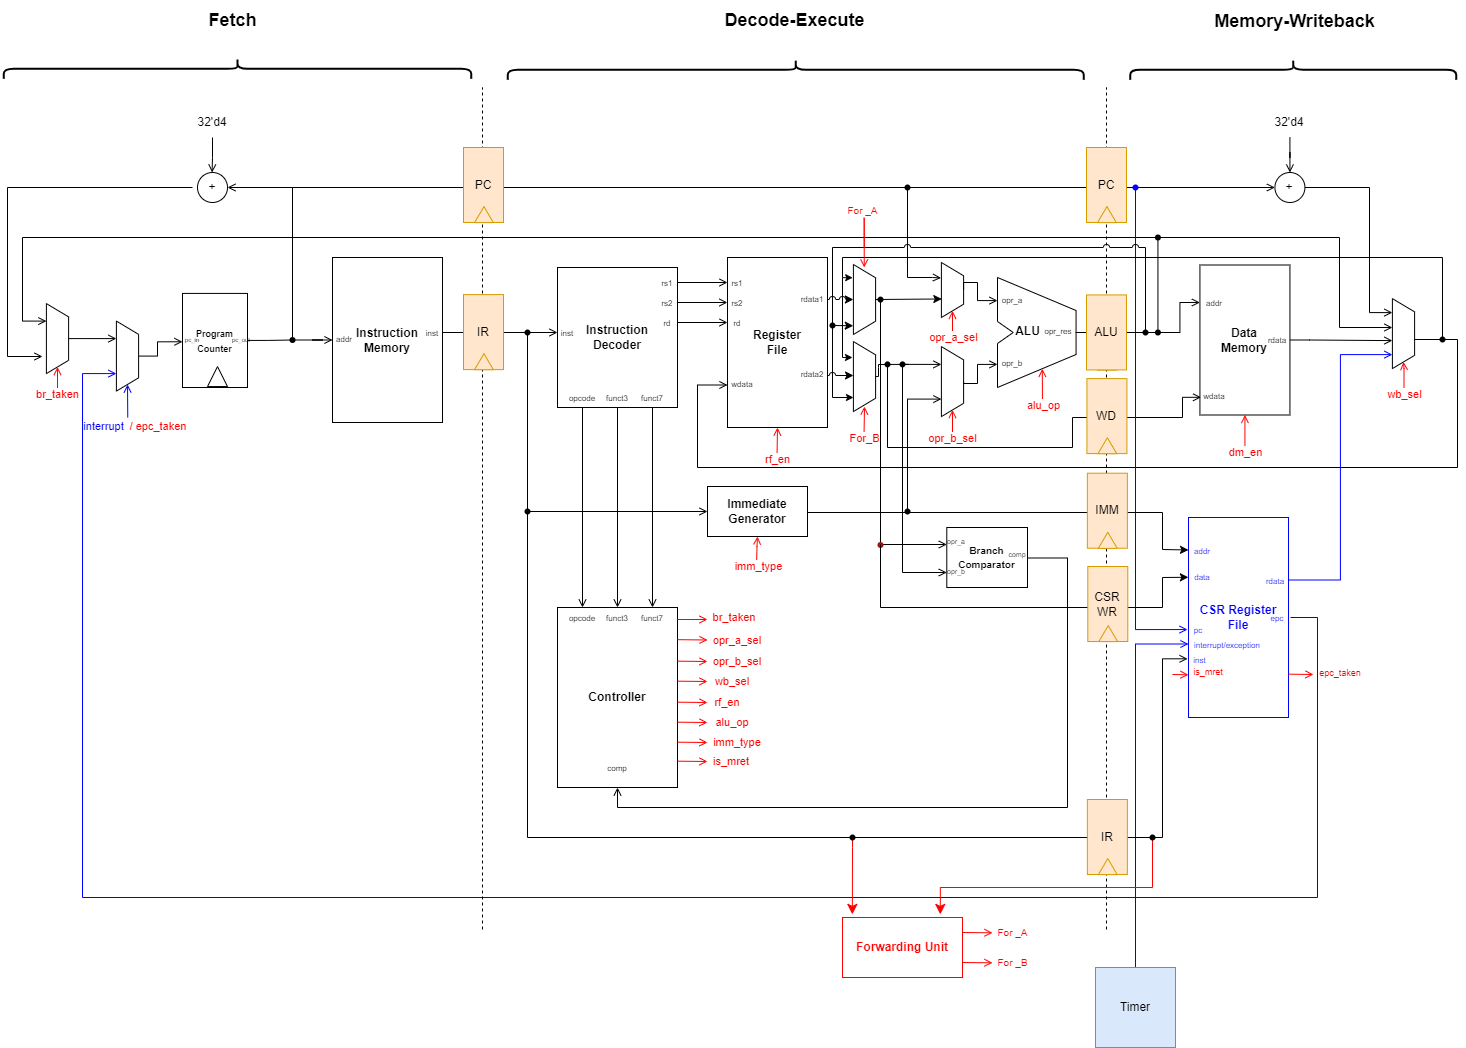 Fetch
Decode-Execute
Memory-Writeback
32'd4
+
PC
PC
32'd4
+
br_taken
interrupt / epc_taken
pc_in
Program
Counter
pc_out
addr
Instruction
Memory
inst
IR
inst
Instruction
Decoder
rs1
rs2
rd
opcode
funct3
funct7
rs1
rs2
rd
Register
File
wdata
rdata1
rdata2
rf_en
For _A
For_B
opr_a_sel
opr_b_sel
opr_a
ALU
opr_res
opr_b
alu_op
ALU
WD
addr
Data
Memory
rdata
wdata
dm_en
wb_sel
Immediate
Generator
imm_type
opr_a
Branch
Comparator
comp
opr_b
IMM
CSR
WR
addr
data
CSR Register
File
rdata
epc
pc
interrupt/exception
inst
is_mret
epc_taken
opcode
funct3
funct7
Controller
comp
br_taken
opr_a_sel
opr_b_sel
wb_sel
rf_en
alu_op
imm_type
is_mret
IR
Forwarding Unit
For _A
For _B
Timer